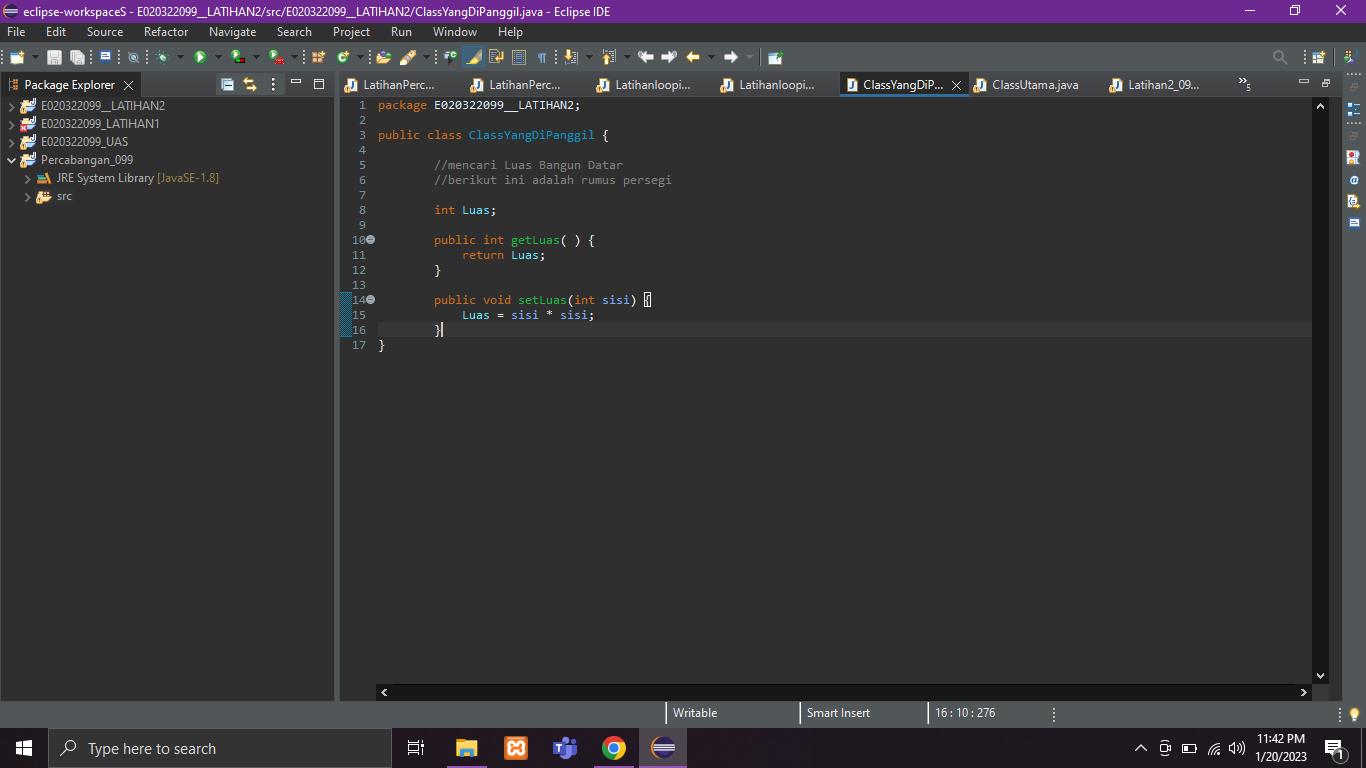 eclipse-workspaceS - E020322099__LATIHAN2/src/E020322099__LATIHAN2/ClassYangDiPanggil.java - Eclipse IDE
File Edit Source Refactor Navigate Search Project Run Window Help
Package Explorer
E020322099__LATIHAN2
E020322099_LATIHAN1
E020322099_UAS
Percabangan_099
JRE System Library [JavaSE-1.8]
src
LatihanPerc... LatihanPerc... Latihanloopi... Latihanloopi... ClassYangDiP... ClassUtama.java Latihan2_09... »5
1 package E020322099__LATIHAN2;
2
3 public class ClassYangDiPanggil {
4
5 //mencari Luas Bangun Datar
6 //berikut ini adalah rumus persegi
7
8 int Luas;
9
10 public int getLuas( ) {
11 return Luas;
12 }
13
14 public void setLuas(int sisi) {
15 Luas = sisi * sisi;
16 }
17 }
Writable Smart Insert 16 : 10 : 276
Type here to search
11:42 PM
1/20/2023
1